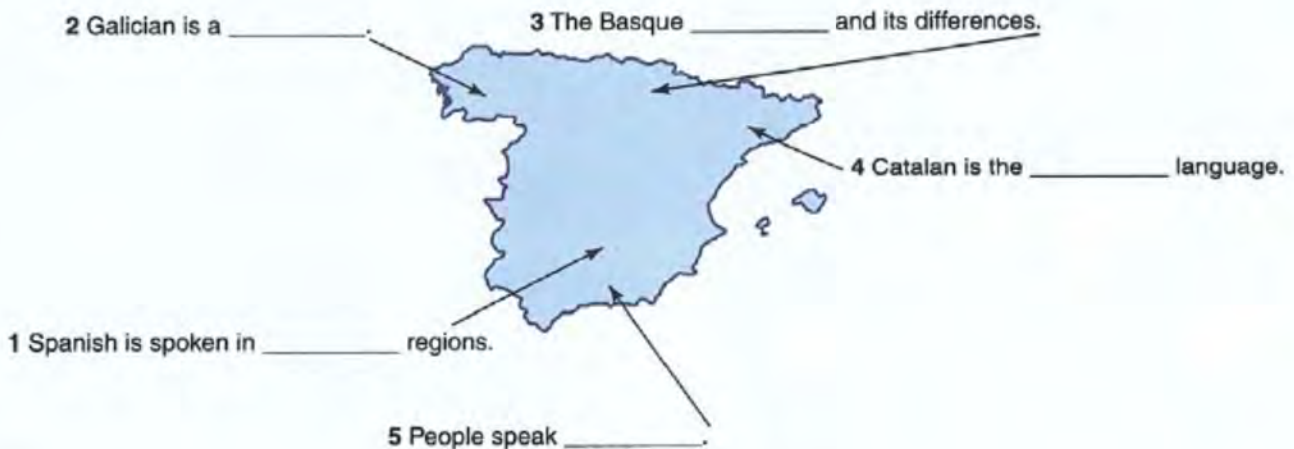 2 Galician is a __________.
3 The Basque __________ and its differences.
4 Catalan is the __________ language.
1 Spanish is spoken in __________ regions.
5 People speak __________.